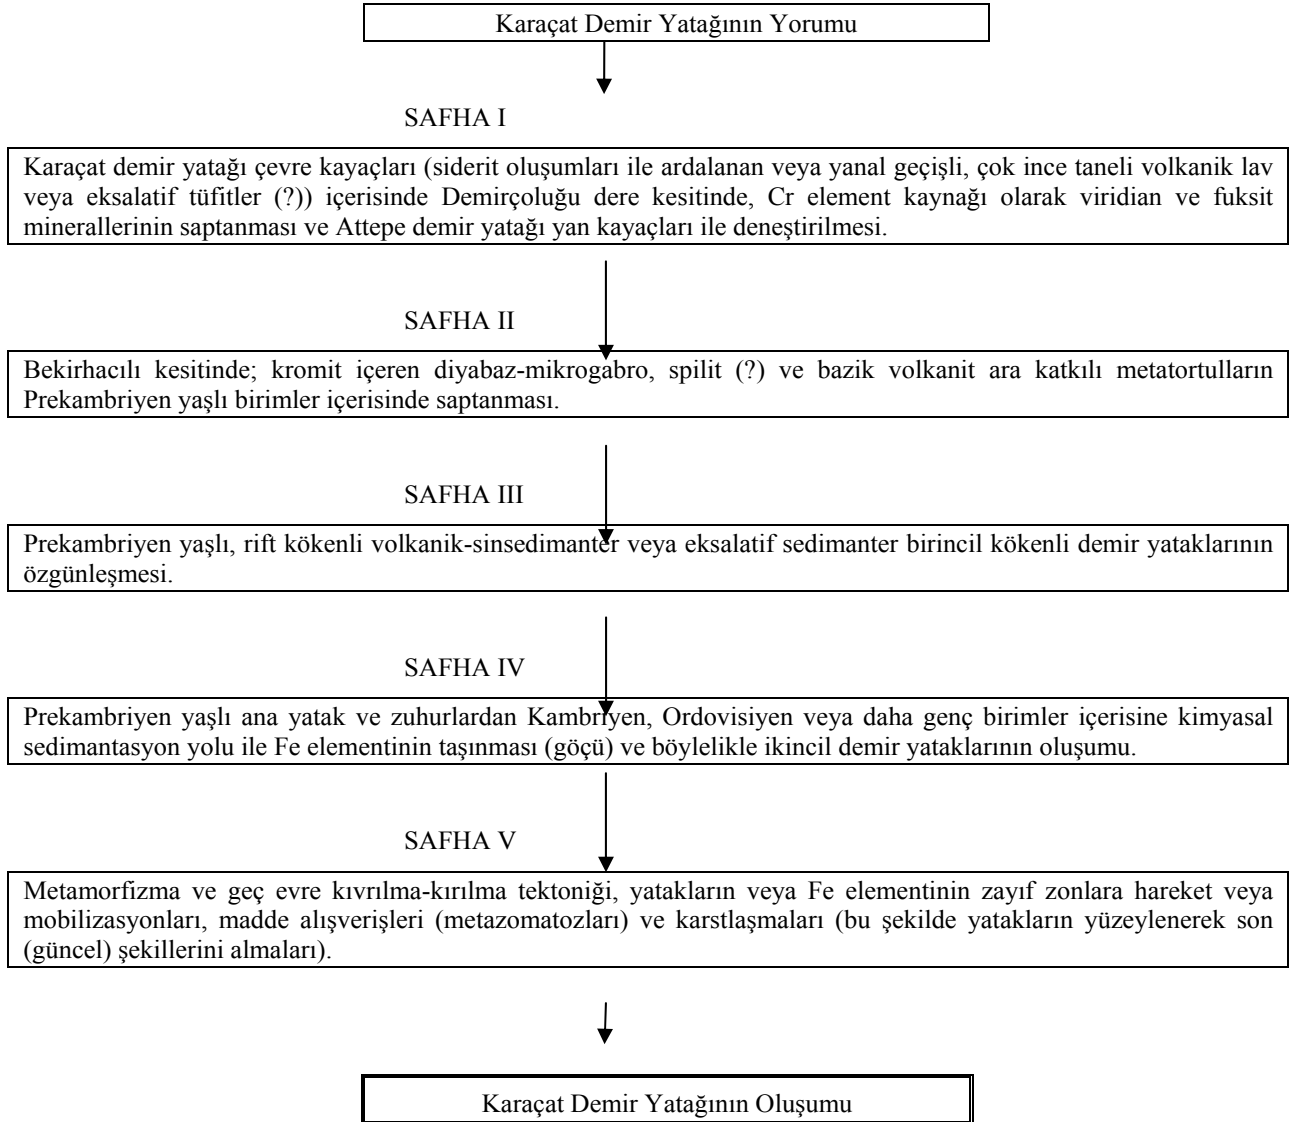 Karaçat Demir Yatağının Yorumu
SAFHA I
Karaçat demir yatağı çevre kayaçları (siderit oluşumları ile ardalanan veya yanal geçişli, çok ince taneli volkanik lav
veya eksalatif tüfitler (?)) içerisinde Demirçoluğu dere kesitinde, Cr element kaynağı olarak viridian ve fuksit
minerallerinin saptanması ve Attepe demir yatağı yan kayaçları ile deneştirilmesi.
SAFHA II
Bekirhacılı kesitinde; kromit içeren diyabaz-mikrogabro, spilit (?) ve bazik volkanit ara katkılı metatortulların
Prekambriyen yaşlı birimler içerisinde saptanması.
SAFHA III
Prekambriyen yaşlı, rift kökenli volkanik-sinsedimanter veya eksalatif sedimanter birincil kökenli demir yataklarının
özgünleşmesi.
SAFHA IV
Prekambriyen yaşlı ana yatak ve zuhurlardan Kambriyen, Ordovisiyen veya daha genç birimler içerisine kimyasal
sedimantasyon yolu ile Fe elementinin taşınması (göçü) ve böylelikle ikincil demir yataklarının oluşumu.
SAFHA V
Metamorfizma ve geç evre kıvrılma-kırılma tektoniği, yatakların veya Fe elementinin zayıf zonlara hareket veya
mobilizasyonları, madde alışverişleri (metazomatozları) ve karstlaşmaları (bu şekilde yatakların yüzeylenerek son
(güncel) şekillerini almaları).
Karaçat Demir Yatağının Oluşumu